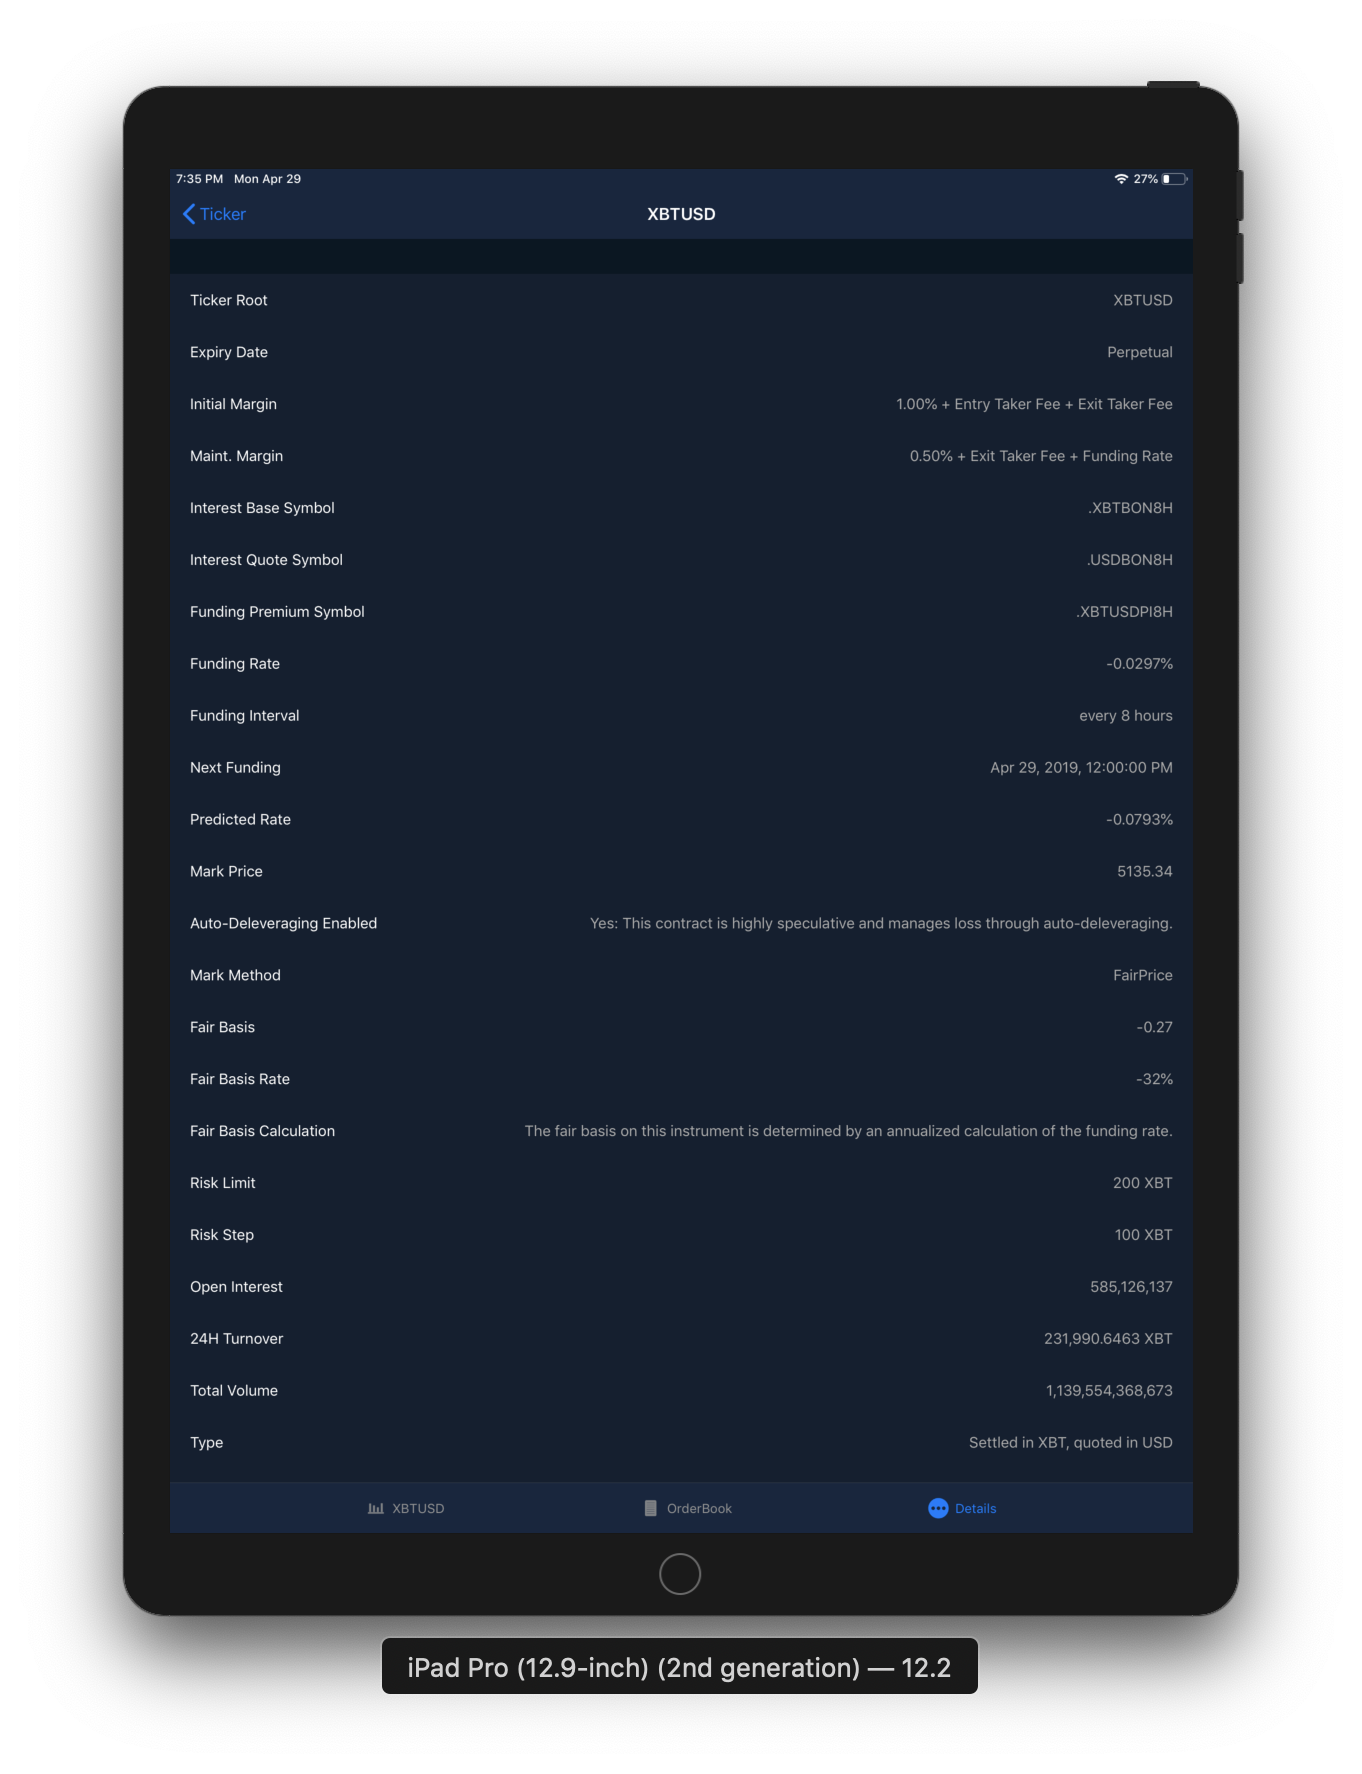 7:35 PM Mon Apr 29 27%
Ticker XBTUSD
Ticker Root XBTUSD
Expiry Date Perpetual
Initial Margin 1.00% + Entry Taker Fee + Exit Taker Fee
Maint. Margin 0.50% + Exit Taker Fee + Funding Rate
Interest Base Symbol .XBTBON8H
Interest Quote Symbol .USDBON8H
Funding Premium Symbol .XBTUSDPI8H
Funding Rate -0.0297%
Funding Interval every 8 hours
Next Funding Apr 29, 2019, 12:00:00 PM
Predicted Rate -0.0793%
Mark Price 5135.34
Auto-Deleveraging Enabled Yes: This contract is highly speculative and manages loss through auto-deleveraging.
Mark Method FairPrice
Fair Basis -0.27
Fair Basis Rate -32%
Fair Basis Calculation The fair basis on this instrument is determined by an annualized calculation of the funding rate.
Risk Limit 200 XBT
Risk Step 100 XBT
Open Interest 585,126,137
24H Turnover 231,990.6463 XBT
Total Volume 1,139,554,368,673
Type Settled in XBT, quoted in USD
XBTUSD OrderBook Details
iPad Pro (12.9-inch) (2nd generation) — 12.2